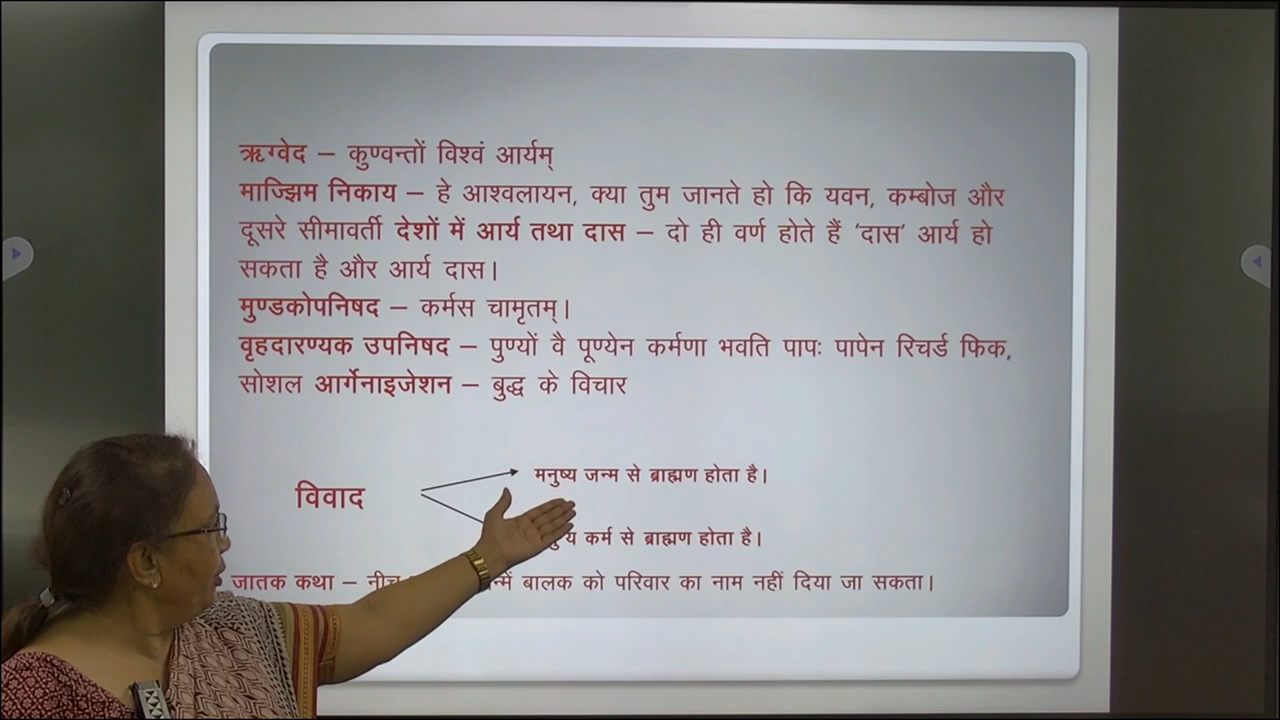 ऋग्वेद – कुण्वन्तों विश्वं आर्यम्
माज्झिम निकाय – हे आश्वलायन, क्या तुम जानते हो कि यवन, कम्बोज और
दूसरे सीमावर्ती देशों में आर्य तथा दास – दो ही वर्ण होते हैं ‘दास’ आर्य हो
सकता है और आर्य दास।
मुण्डकोपनिषद – कर्मस चामृतम्।
वृहदारण्यक उपनिषद – पुण्यों वै पूण्येन कर्मणा भवति पापः पापेन रिचर्ड फिक,
सोशल आर्गेनाइजेशन – बुद्ध के विचार
मनुष्य जन्म से ब्राह्मण होता है।
विवाद
कर्म से ब्राह्मण होता है।
जातक कथा – नीच बालक को परिवार का नाम नहीं दिया जा सकता।